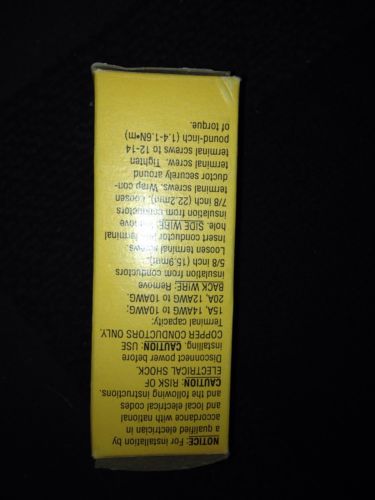 NOTICE: For installation by
a qualified electrician in
accordance with national
and local electrical codes
and the following instructions.
CAUTION: RISK OF
ELECTRICAL SHOCK.
Disconnect power before
installing. CAUTION: USE
COPPER CONDUCTORS ONLY.
Terminal capacity:
15A, 14AWG to 10AWG;
20A, 12AWG to 10AWG.
BACK WIRE: Remove
insulation from conductors
5/8 inch (15.9mm).
Loosen terminal screws.
Insert conductor in terminal
hole. SIDE WIRE: Remove
insulation from conductors
7/8 inch (22.2mm). Loosen
terminal screws. Wrap con-
ductor securely around
terminal screw. Tighten
terminal screws to 12-14
pound-inch (1.4-1.6N•m)
of torque.